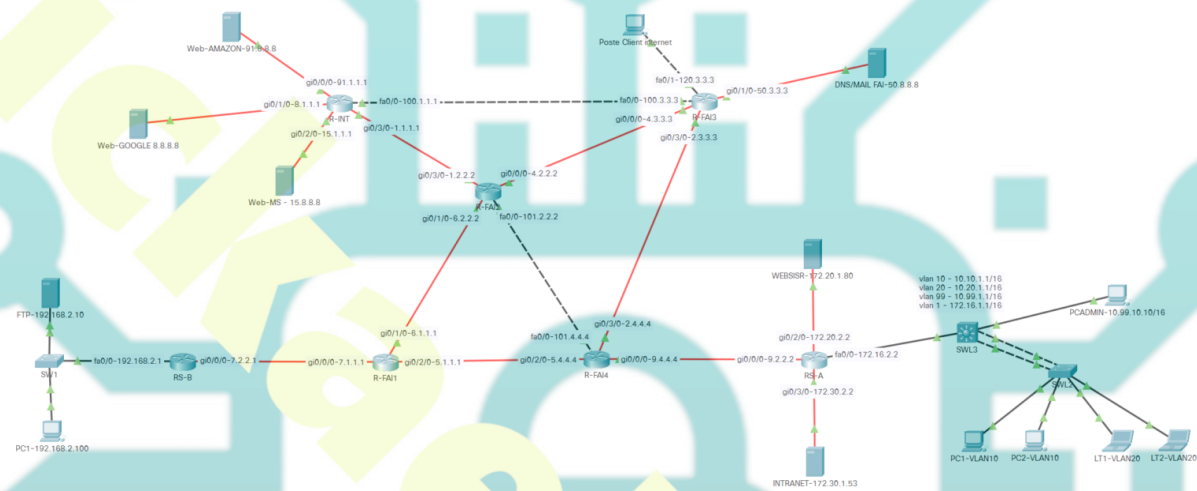 Web-AMAZON-91.8.8.8
Poste Client internet
DNS/MAIL FAI-50.8.8.8
gi0/0/0-91.1.1.1
fa0/1-120.3.3.3
gi0/1/0-50.3.3.3
gi0/1/0-8.1.1.1
fa0/0-100.1.1.1
fa0/0-100.3.3.3
R-INT
R-FAI3
gi0/0/0-4.3.3.3
gi0/3/0-1.1.1.1
gi0/2/0-15.1.1.1
gi0/3/0-2.3.3.3
Web-GOOGLE 8.8.8.8
gi0/3/0-1.2.2.2
gi0/0/0-4.2.2.2
Web-MS - 15.8.8.8
R-FAI2
gi0/1/0-6.2.2.2
fa0/0-101.2.2.2
WEBSISR-172.20.1.80
vlan 10 - 10.10.1.1/16
vlan 20 - 10.20.1.1/16
vlan 99 - 10.99.1.1/16
vlan 1 - 172.16.1.1/16
FTP-192.168.2.10
PCADMIN-10.99.10.10/16
gi0/3/0-2.4.4.4
gi0/1/0-6.1.1.1
fa0/0-101.4.4.4
gi0/2/0-172.20.2.2
SWL3
fa0/0-172.16.2.2
fa0/0-192.168.2.1
gi0/0/0-7.2.2.1
gi0/0/0-7.1.1.1
gi0/2/0-5.1.1.1
gi0/2/0-5.4.4.4
gi0/0/0-9.4.4.4
gi0/0/0-9.2.2.2
SW1
RS-B
R-FAI1
R-FAI4
RS-A
SWL2
gi0/3/0-172.30.2.2
PC1-192.168.2.100
PC1-VLAN10
PC2-VLAN10
LT1-VLAN20
LT2-VLAN20
INTRANET-172.30.1.53